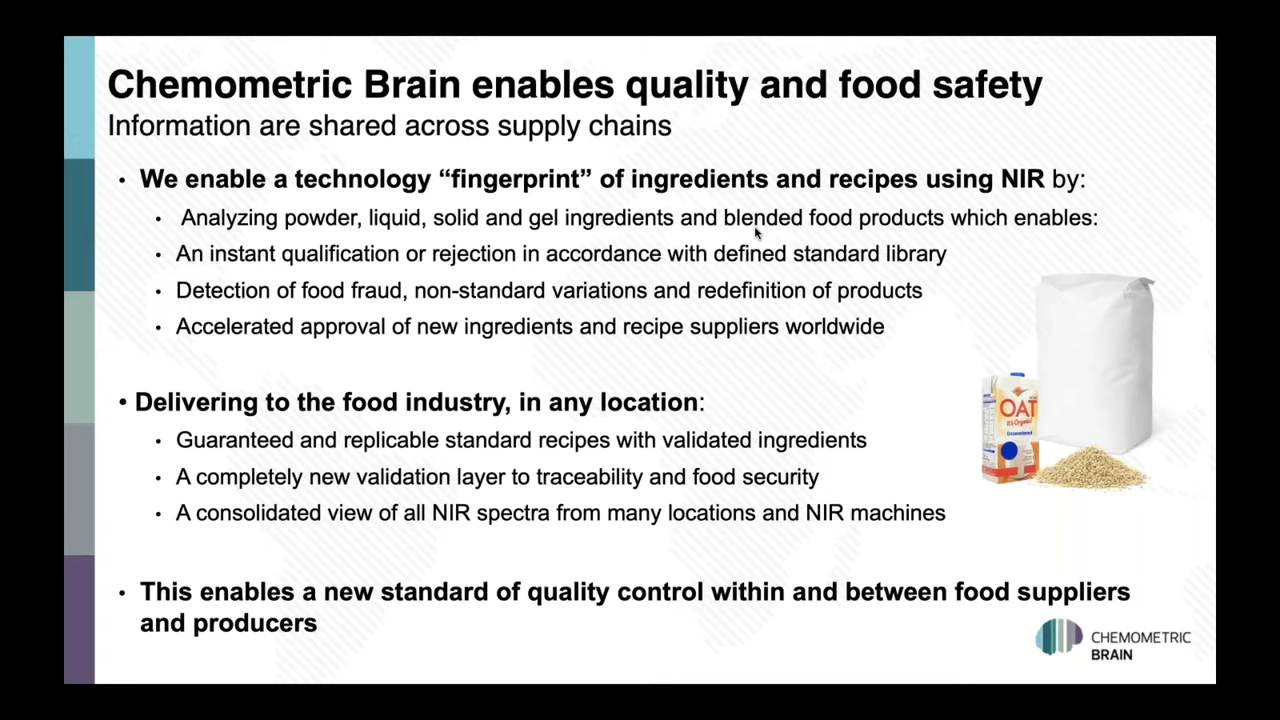 Chemometric Brain enables quality and food safety
Information are shared across supply chains
• We enable a technology “fingerprint” of ingredients and recipes using NIR by:
• Analyzing powder, liquid, solid and gel ingredients and blended food products which enables:
• An instant qualification or rejection in accordance with defined standard library
• Detection of food fraud, non-standard variations and redefinition of products
• Accelerated approval of new ingredients and recipe suppliers worldwide
• Delivering to the food industry, in any location:
• Guaranteed and replicable standard recipes with validated ingredients
• A completely new validation layer to traceability and food security
• A consolidated view of all NIR spectra from many locations and NIR machines
OAT
It's Organic!
• This enables a new standard of quality control within and between food suppliers
and producers
CHEMOMETRIC
BRAIN